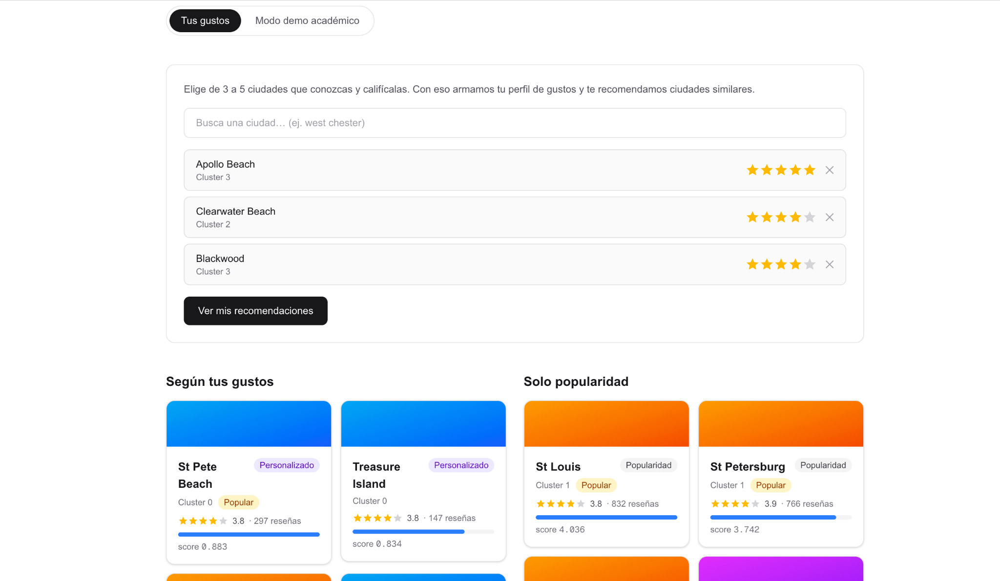 Tus gustos
Modo demo académico
Elige de 3 a 5 ciudades que conozcas y califícalas. Con eso armamos tu perfil de gustos y te recomendamos ciudades similares.
Busca una ciudad… (ej. west chester)
Apollo Beach
Cluster 3
Clearwater Beach
Cluster 2
Blackwood
Cluster 3
Ver mis recomendaciones
Según tus gustos
St Pete
Beach
Personalizado
Cluster 0
Popular
3.8 · 297 reseñas
score 0.883
Treasure
Island
Personalizado
Cluster 0
3.8 · 147 reseñas
score 0.834
Solo popularidad
St Louis
Popularidad
Cluster 1
Popular
3.8 · 832 reseñas
score 4.036
St Petersburg
Popularidad
Cluster 1
Popular
3.9 · 766 reseñas
score 3.742